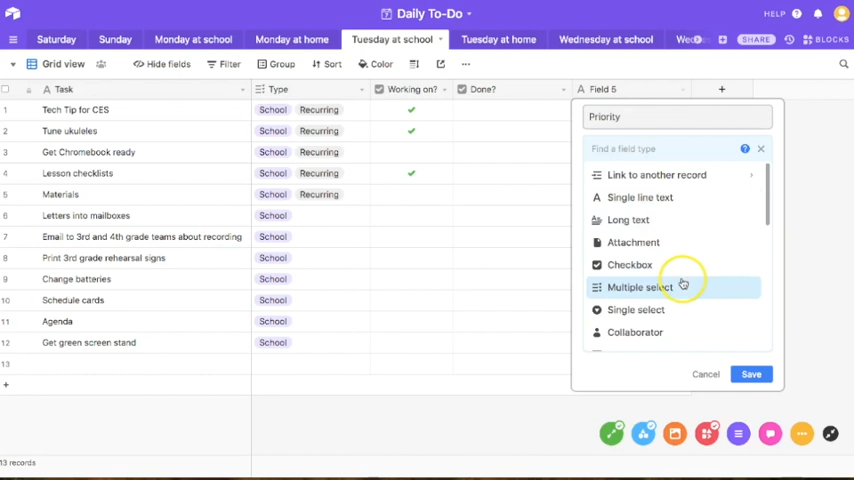 Daily To-Do
HELP
Saturday
Sunday
Monday at school
Monday at home
Tuesday at school
Tuesday at home
Wednesday at school
SHARE
BLOCKS
Grid view
Hide fields
Filter
Group
Sort
Color
Task
Type
Working on?
Done?
Field 5
1 Tech Tip for CES School Recurring
2 Tune ukuleles School Recurring
3 Get Chromebook ready School Recurring
4 Lesson checklists School Recurring
5 Materials School Recurring
6 Letters into mailboxes School
7 Email to 3rd and 4th grade teams about recording School
8 Print 3rd grade rehearsal signs School
9 Change batteries School
10 Schedule cards School
11 Agenda School
12 Get green screen stand School
13
13 records
Priority
Find a field type
Link to another record
Single line text
Long text
Attachment
Checkbox
Multiple select
Single select
Collaborator
Cancel
Save